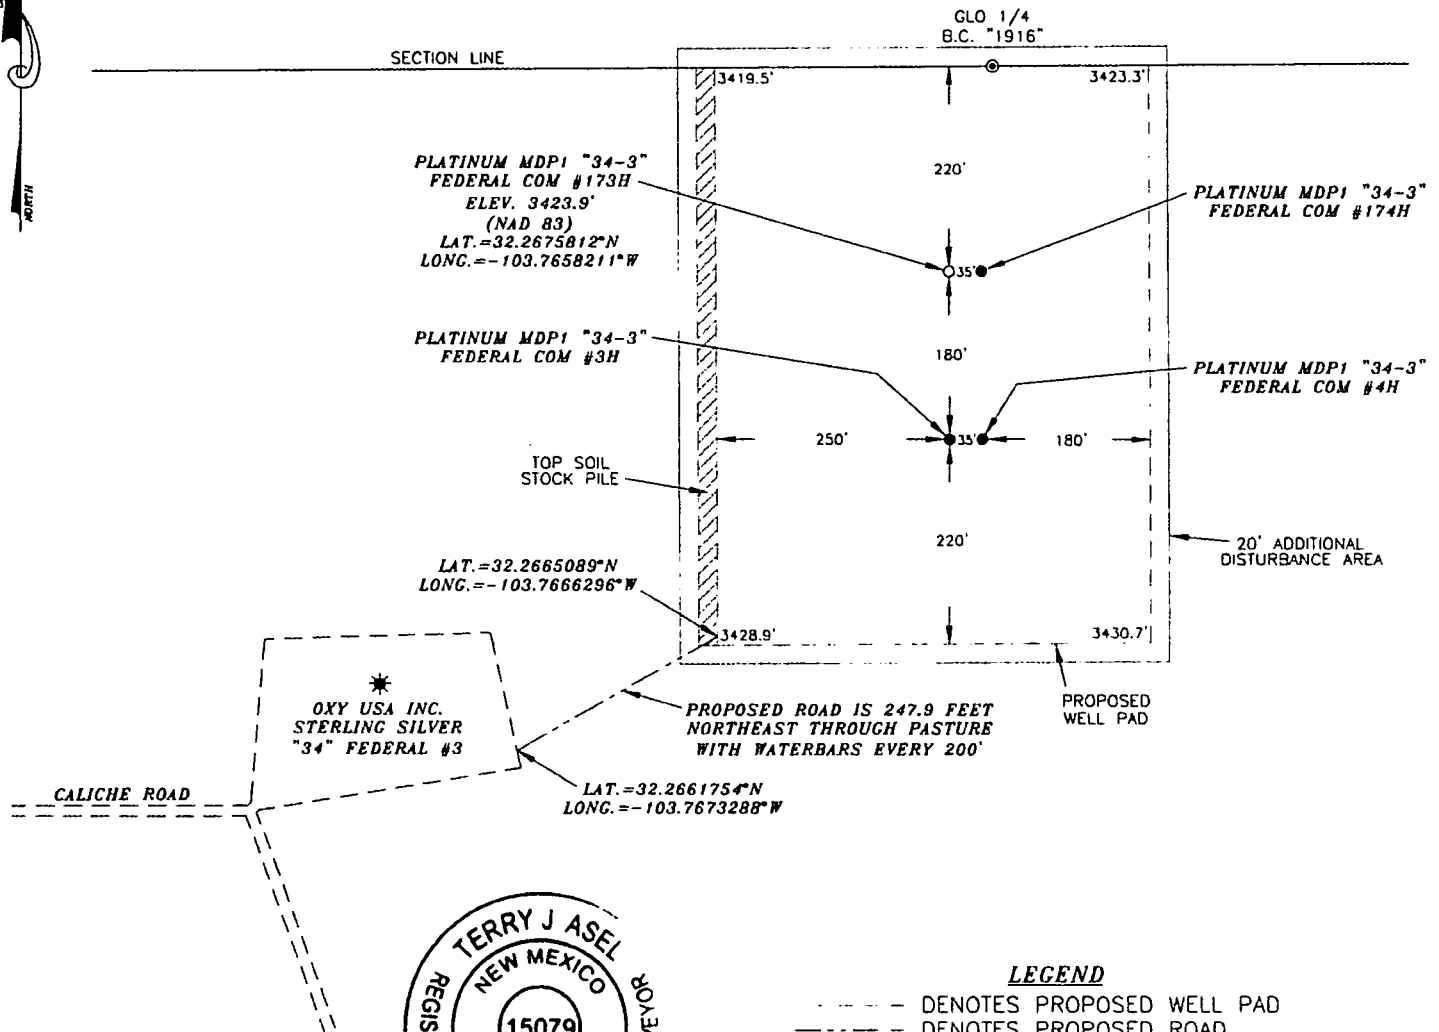 GLO 1/4
B.C. "1916"
SECTION LINE
3419.5'
3423.3'
NORTH
220'
PLATINUM MDP1 "34-3"
FEDERAL COM #173H
ELEV. 3423.9'
(NAD 83)
LAT.=32.2675812°N
LONG.=-103.7658211°W
PLATINUM MDP1 "34-3"
FEDERAL COM #174H
35'
PLATINUM MDP1 "34-3"
FEDERAL COM #3H
180'
PLATINUM MDP1 "34-3"
FEDERAL COM #4H
250'
35'
180'
TOP SOIL
STOCK PILE
220'
20' ADDITIONAL
DISTURBANCE AREA
LAT.=32.2665089°N
LONG.=-103.7666296°W
3428.9'
3430.7'
OXY USA INC.
STERLING SILVER
"34" FEDERAL #3
PROPOSED ROAD IS 247.9 FEET
NORTHEAST THROUGH PASTURE
WITH WATERBARS EVERY 200'
PROPOSED
WELL PAD
CALICHE ROAD
LAT.=32.2661754°N
LONG.=-103.7673288°W
TERRY J ASEL
NEW MEXICO
15079
LEGEND
DENOTES PROPOSED WELL PAD
DENOTES PROPOSED ROAD